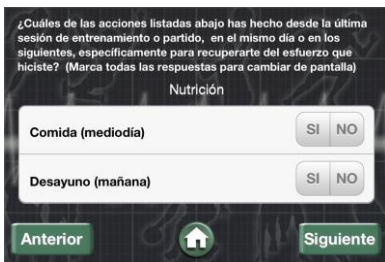 ¿Cuáles de las acciones listadas abajo has hecho desde la última
sesión de entrenamiento o partido, en el mismo día o en los
siguientes, específicamente para recuperarte del esfuerzo que
hiciste? (Marca todas las respuestas para cambiar de pantalla)
Nutrición
Comida (mediodía) SI NO
Desayuno (mañana) SI NO
Anterior Siguiente